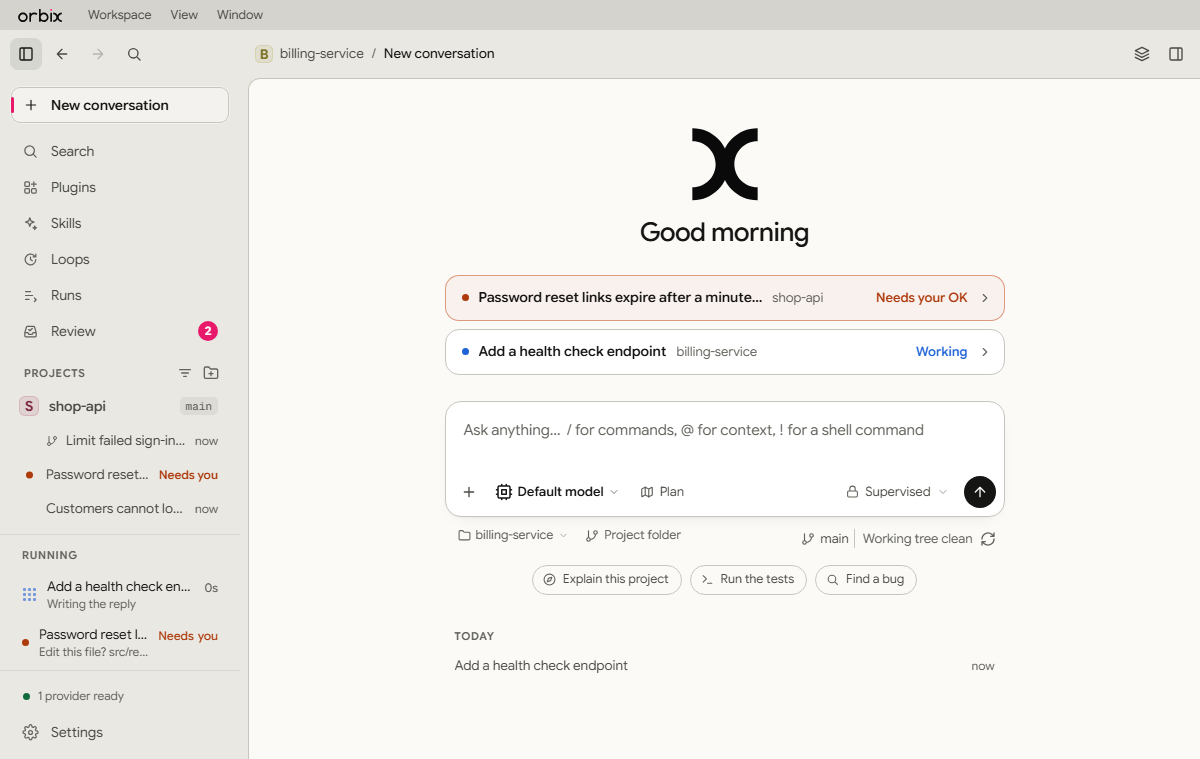 orbix Workspace View Window
B billing-service / New conversation
New conversation
Search
Plugins
Skills
Loops
Runs
Review 2
PROJECTS
S shop-api main
Limit failed sign-in... now
Password reset... Needs you
Customers cannot lo... now
RUNNING
Add a health check en... 0s
Writing the reply
Password reset l... Needs you
Edit this file? src/re...
1 provider ready
Settings
Good morning
Password reset links expire after a minute... shop-api Needs your OK
Add a health check endpoint billing-service Working
Ask anything... / for commands, @ for context, ! for a shell command
Default model Plan Supervised
billing-service Project folder main Working tree clean
Explain this project Run the tests Find a bug
TODAY
Add a health check endpoint now